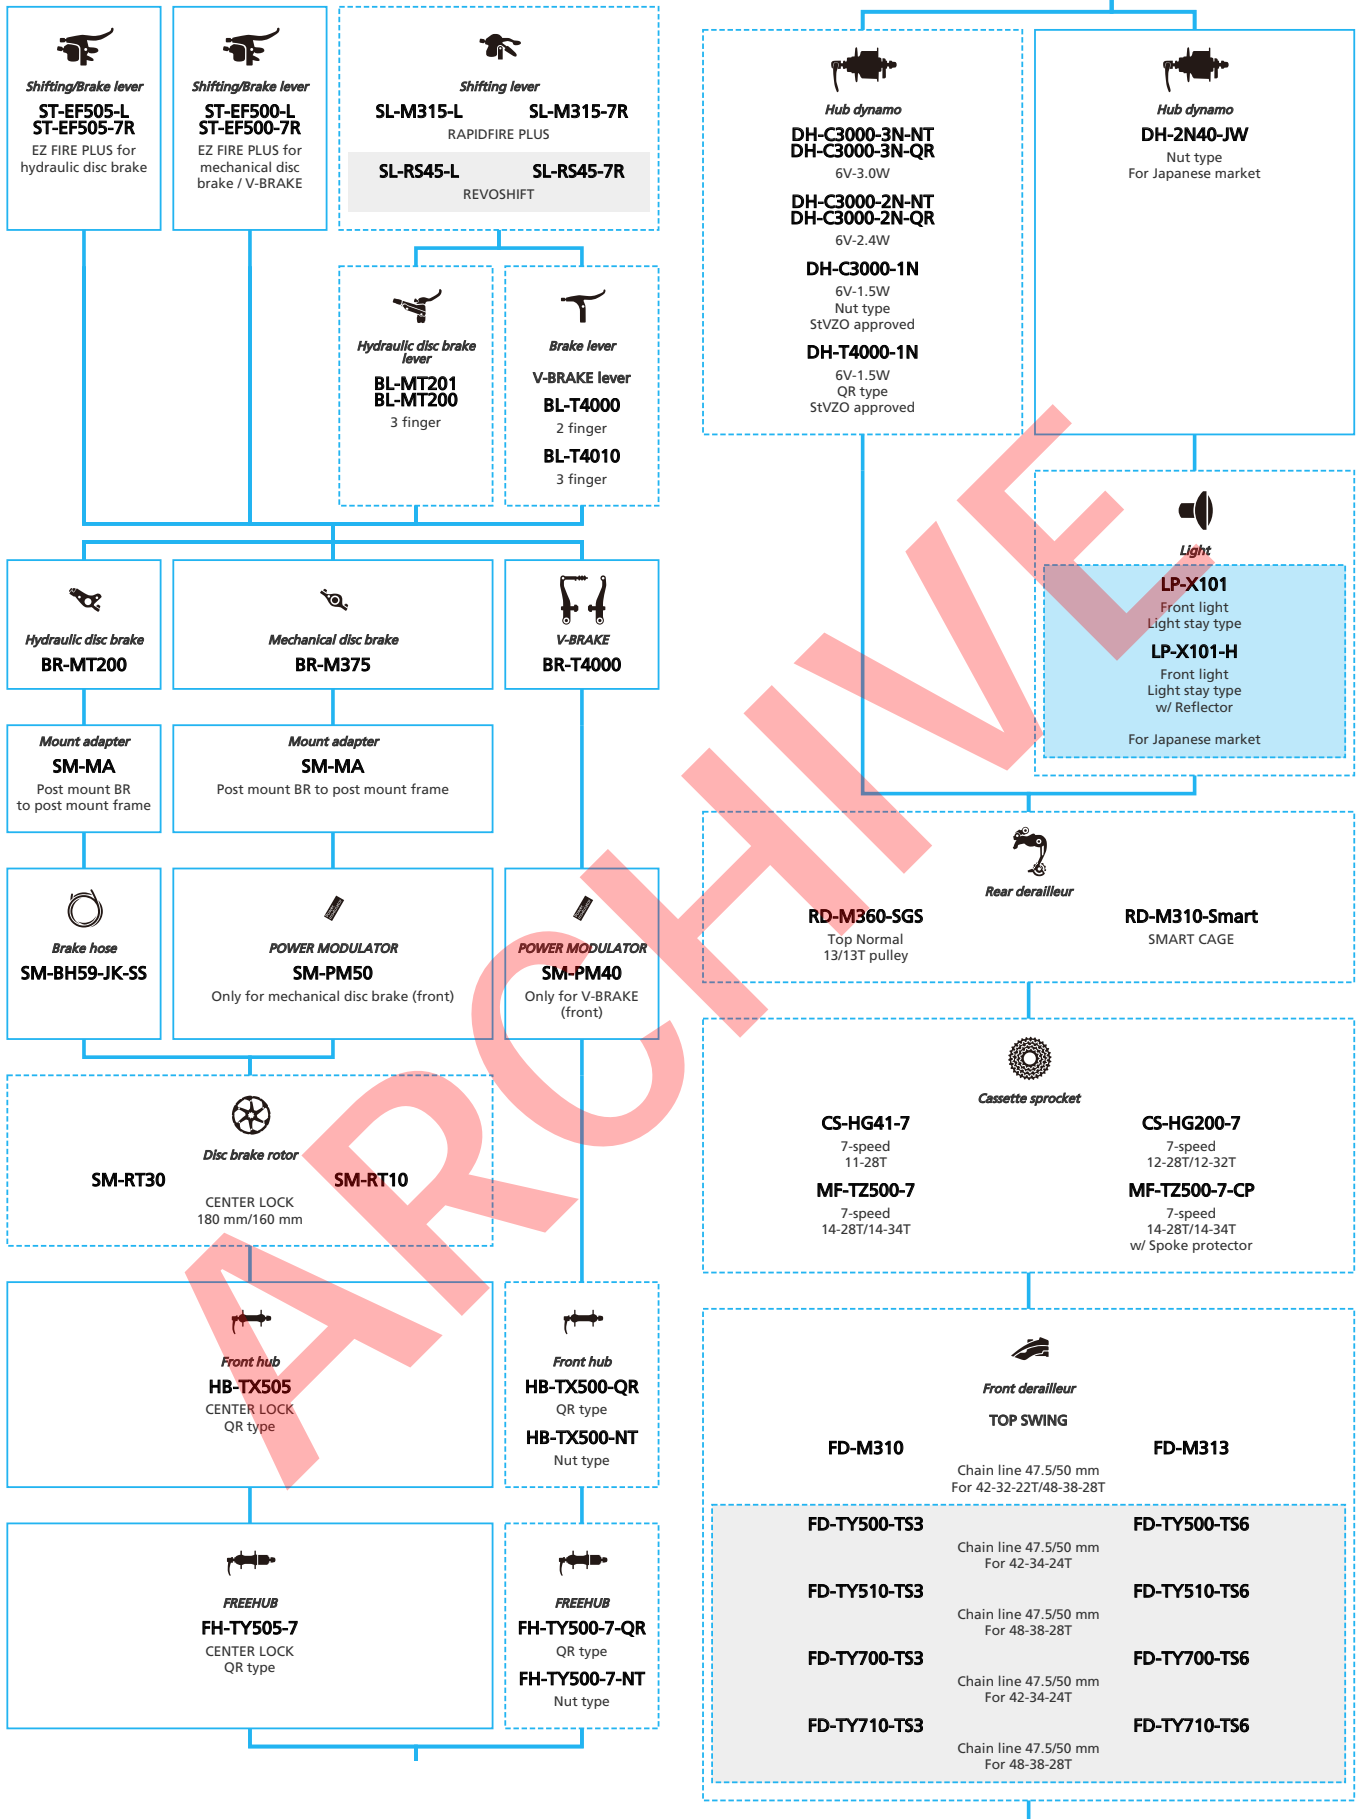 Shifting/Brake lever
ST-EF505-L
ST-EF505-7R
EZ FIRE PLUS for
hydraulic disc brake
Shifting/Brake lever
ST-EF500-L
ST-EF500-7R
EZ FIRE PLUS for
mechanical disc
brake / V-BRAKE
Shifting lever
SL-M315-L SL-M315-7R
RAPIDFIRE PLUS
SL-RS45-L SL-RS45-7R
REVOSHIFT
Hydraulic disc brake
lever
BL-MT201
BL-MT200
3 finger
Brake lever
V-BRAKE lever
BL-T4000
2 finger
BL-T4010
3 finger
Hydraulic disc brake
BR-MT200
Mechanical disc brake
BR-M375
V-BRAKE
BR-T4000
Mount adapter
SM-MA
Post mount BR
to post mount frame
Mount adapter
SM-MA
Post mount BR to post mount frame
Brake hose
SM-BH59-JK-SS
POWER MODULATOR
SM-PM50
Only for mechanical disc brake (front)
POWER MODULATOR
SM-PM40
Only for V-BRAKE
(front)
Disc brake rotor
SM-RT30 SM-RT10
CENTER LOCK
180 mm/160 mm
Front hub
HB-TX505
CENTER LOCK
QR type
Front hub
HB-TX500-QR
QR type
HB-TX500-NT
Nut type
FREEHUB
FH-TY505-7
CENTER LOCK
QR type
FREEHUB
FH-TY500-7-QR
QR type
FH-TY500-7-NT
Nut type
Hub dynamo
DH-C3000-3N-NT
DH-C3000-3N-QR
6V-3.0W
DH-C3000-2N-NT
DH-C3000-2N-QR
6V-2.4W
DH-C3000-1N
6V-1.5W
Nut type
StVZO approved
DH-T4000-1N
6V-1.5W
QR type
StVZO approved
Hub dynamo
DH-2N40-JW
Nut type
For Japanese market
Light
LP-X101
Front light
Light stay type
LP-X101-H
Front light
Light stay type
w/ Reflector
For Japanese market
Rear derailleur
RD-M360-SGS RD-M310-Smart
Top Normal SMART CAGE
13/13T pulley
Cassette sprocket
CS-HG41-7 CS-HG200-7
7-speed 7-speed
11-28T 12-28T/12-32T
MF-TZ500-7 MF-TZ500-7-CP
7-speed 7-speed
14-28T/14-34T 14-28T/14-34T
w/ Spoke protector
Front derailleur
TOP SWING
FD-M310 FD-M313
Chain line 47.5/50 mm
For 42-32-22T/48-38-28T
FD-TY500-TS3 FD-TY500-TS6
Chain line 47.5/50 mm
For 42-34-24T
FD-TY510-TS3 FD-TY510-TS6
Chain line 47.5/50 mm
For 48-38-28T
FD-TY700-TS3 FD-TY700-TS6
Chain line 47.5/50 mm
For 42-34-24T
FD-TY710-TS3 FD-TY710-TS6
Chain line 47.5/50 mm
For 48-38-28T
ARCHIVE